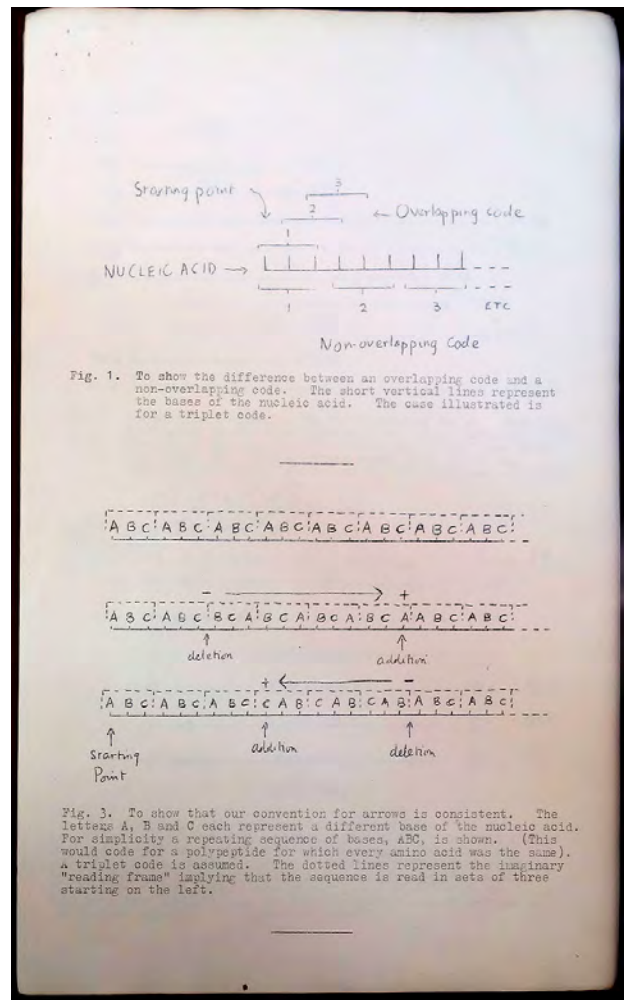 3
Starting point
2
← Overlapping Code
1
NUCLEIC ACID →
1 2 3 ETC
Non-overlapping Code
Fig. 1. To show the difference between an overlapping code and a
non-overlapping code. The short vertical lines represent
the bases of the nucleic acid. The case illustrated is
for a triplet code.
A B C A B C A B C A B C A B C A B C A B C A B C
- → +
A B C A B C B C A B C A B C A B C A A B C A B C
deletion addition
+ ← -
A B C A B C A B C C A B C A B C A B A B C A B C
Starting addition deletion
Point
Fig. 3. To show that our convention for arrows is consistent. The
letters A, B and C each represent a different base of the nucleic acid.
For simplicity a repeating sequence of bases, ABC, is shown. (This
would code for a polypeptide for which every amino acid was the same).
A triplet code is assumed. The dotted lines represent the imaginary
"reading frame" implying that the sequence is read in sets of three
starting on the left.